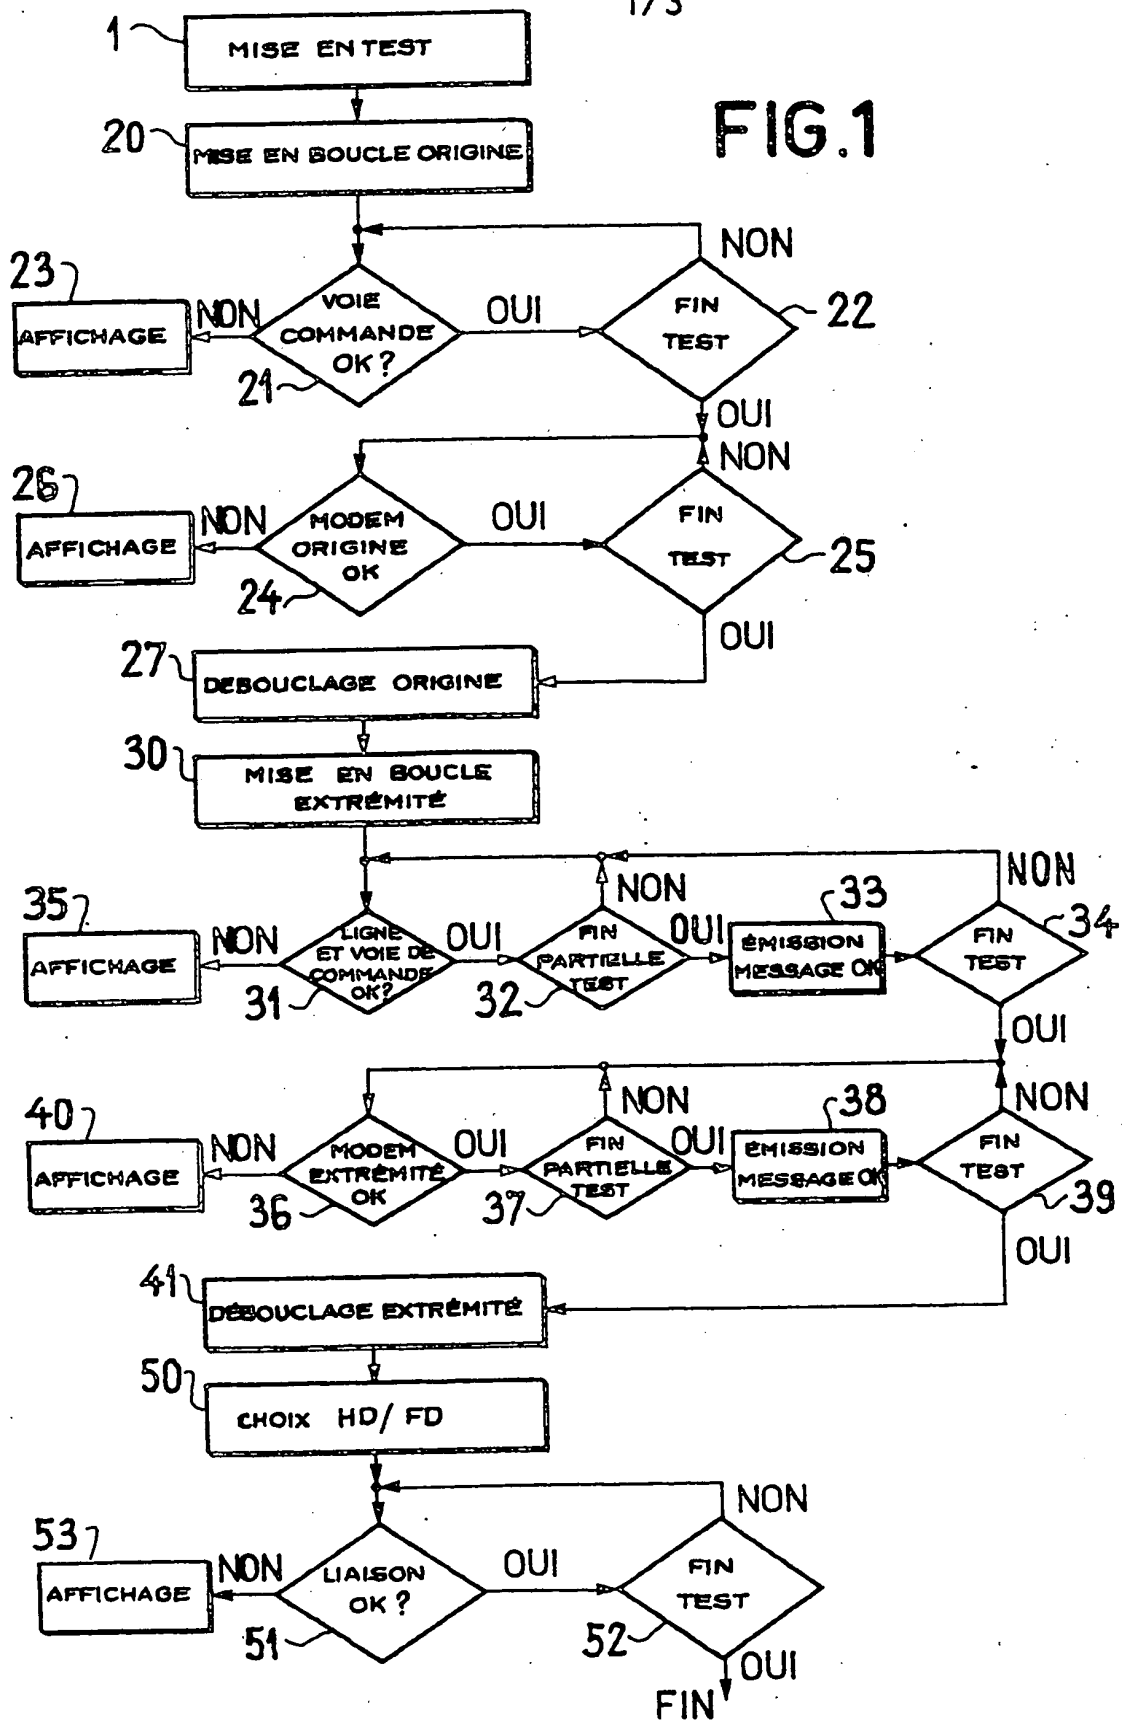 1/3
FIG.1
1
MISE EN TEST
20
MISE EN BOUCLE ORIGINE
NON
23
AFFICHAGE
NON
VOIE
COMMANDE
OK?
21
OUI
FIN
TEST
22
OUI
26
AFFICHAGE
NON
MODEM
ORIGINE
OK
24
OUI
NON
FIN
TEST
25
OUI
27
DEBOUCLAGE ORIGINE
30
MISE EN BOUCLE
EXTRÉMITÉ
35
AFFICHAGE
NON
LIGNE
ET VOIE DE
COMMANDE
OK?
31
OUI
NON
FIN
PARTIELLE
TEST
32
OUI
33
ÉMISSION
MESSAGE OK
NON
34
FIN
TEST
OUI
40
AFFICHAGE
NON
MODEM
EXTRÉMITÉ
OK
36
OUI
NON
FIN
PARTIELLE
TEST
37
OUI
38
ÉMISSION
MESSAGE OK
NON
FIN
TEST
39
OUI
41
DÉBOUCLAGE EXTRÉMITÉ
50
CHOIX HD/FD
53
AFFICHAGE
NON
LIAISON
OK?
51
OUI
NON
FIN
TEST
52
OUI
FIN